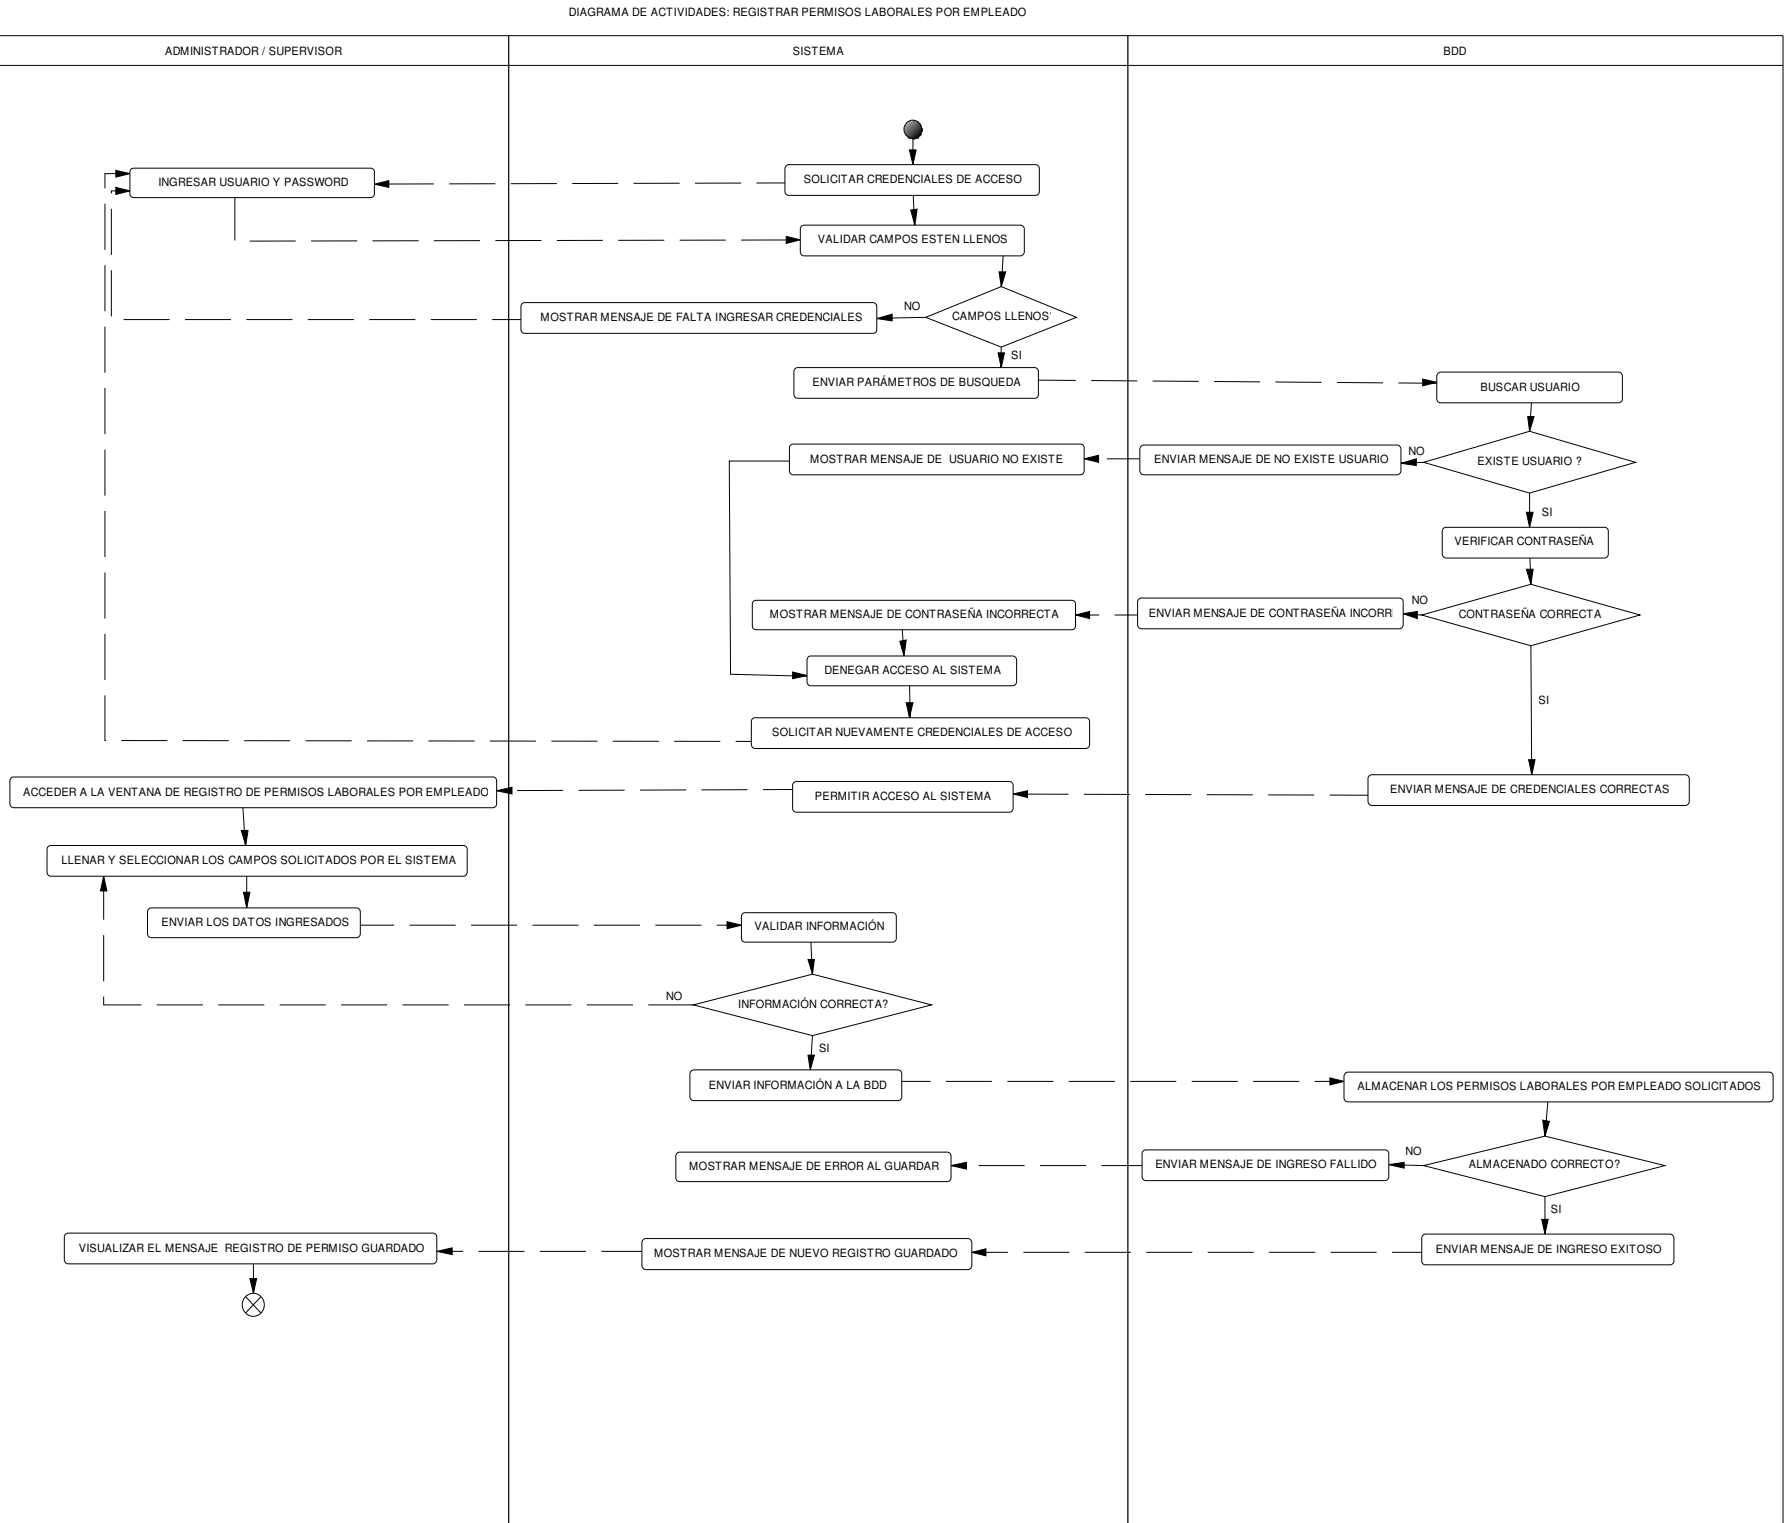 DIAGRAMA DE ACTIVIDADES: REGISTRAR PERMISOS LABORALES POR EMPLEADO
ADMINISTRADOR / SUPERVISOR
SISTEMA
BDD
INGRESAR USUARIO Y PASSWORD
SOLICITAR CREDENCIALES DE ACCESO
VALIDAR CAMPOS ESTEN LLENOS
MOSTRAR MENSAJE DE FALTA INGRESAR CREDENCIALES
NO
CAMPOS LLENOS
SI
ENVIAR PARÁMETROS DE BUSQUEDA
BUSCAR USUARIO
MOSTRAR MENSAJE DE  USUARIO NO EXISTE
ENVIAR MENSAJE DE NO EXISTE USUARIO
NO
EXISTE USUARIO ?
SI
VERIFICAR CONTRASEÑA
MOSTRAR MENSAJE DE CONTRASEÑA INCORRECTA
ENVIAR MENSAJE DE CONTRASEÑA INCORR
NO
CONTRASEÑA CORRECTA
DENEGAR ACCESO AL SISTEMA
SI
SOLICITAR NUEVAMENTE CREDENCIALES DE ACCESO
ACCEDER A LA VENTANA DE REGISTRO DE PERMISOS LABORALES POR EMPLEADO
PERMITIR ACCESO AL SISTEMA
ENVIAR MENSAJE DE CREDENCIALES CORRECTAS
LLENAR Y SELECCIONAR LOS CAMPOS SOLICITADOS POR EL SISTEMA
ENVIAR LOS DATOS INGRESADOS
VALIDAR INFORMACIÓN
NO
INFORMACIÓN CORRECTA?
SI
ENVIAR INFORMACIÓN A LA BDD
ALMACENAR LOS PERMISOS LABORALES POR EMPLEADO SOLICITADOS
MOSTRAR MENSAJE DE ERROR AL GUARDAR
ENVIAR MENSAJE DE INGRESO FALLIDO
NO
ALMACENADO CORRECTO?
SI
VISUALIZAR EL MENSAJE  REGISTRO DE PERMISO GUARDADO
MOSTRAR MENSAJE DE NUEVO REGISTRO GUARDADO
ENVIAR MENSAJE DE INGRESO EXITOSO